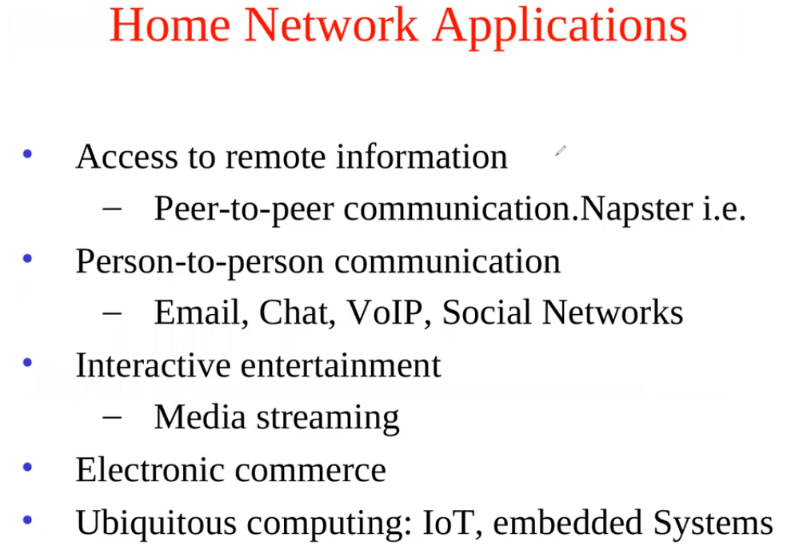 Home Network Applications
• Access to remote information
– Peer-to-peer communication.Napster i.e.
• Person-to-person communication
– Email, Chat, VoIP, Social Networks
• Interactive entertainment
– Media streaming
• Electronic commerce
• Ubiquitous computing: IoT, embedded Systems